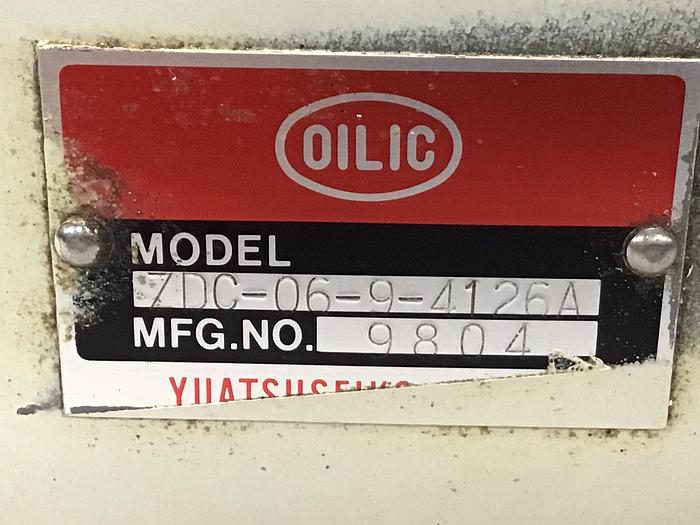 OILIC
MODEL
ZDC-06-9-4126A
MFG.NO. 9804